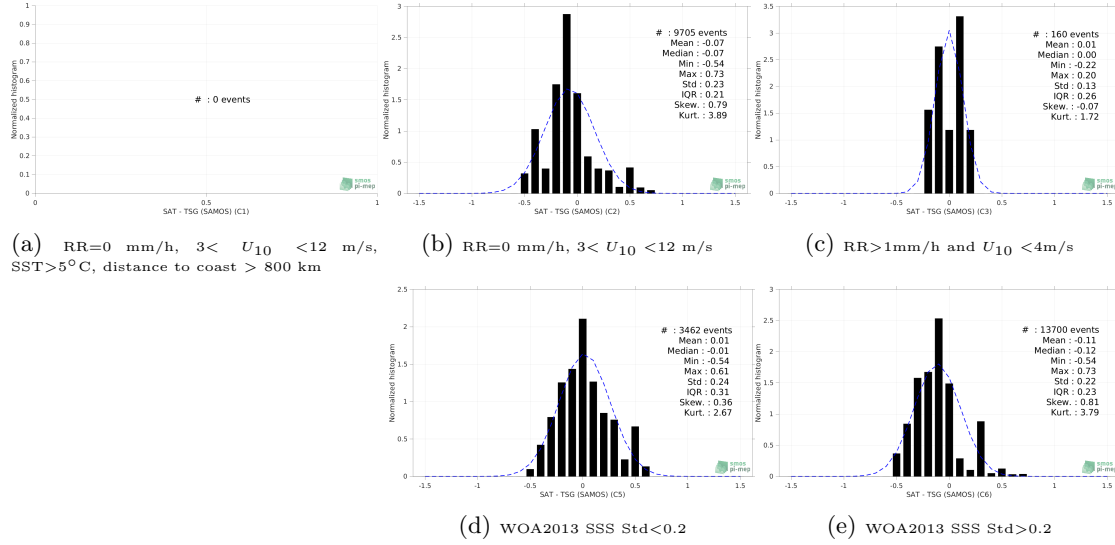 1
0.9
0.8
0.7
0.6
0.5
0.4
0.3
0.2
0.1
0
Normalized histogram
# : 0 events
0
0.5
1
SAT - TSG (SAMOS) (C1)
smos
pi-mep
(a) RR=0 mm/h, 3< U10 <12 m/s,
SST>5°C, distance to coast > 800 km
3
2.5
2
1.5
1
0.5
0
Normalized histogram
# : 9705 events
Mean : -0.07
Median : -0.07
Min : -0.54
Max : 0.73
Std : 0.23
IQR : 0.21
Skew. : 0.79
Kurt. : 3.89
-1.5
-1
-0.5
0
0.5
1
1.5
SAT - TSG (SAMOS) (C2)
smos
pi-mep
(b) RR=0 mm/h, 3< U10 <12 m/s
3.5
3
2.5
2
1.5
1
0.5
0
Normalized histogram
# : 160 events
Mean : 0.01
Median : 0.00
Min : -0.22
Max : 0.20
Std : 0.13
IQR : 0.26
Skew. : -0.07
Kurt. : 1.72
-1.5
-1
-0.5
0
0.5
1
1.5
SAT - TSG (SAMOS) (C3)
smos
pi-mep
(c) RR>1mm/h and U10 <4m/s
2.5
2
1.5
1
0.5
0
Normalized histogram
# : 3462 events
Mean : 0.01
Median : -0.01
Min : -0.54
Max : 0.61
Std : 0.24
IQR : 0.31
Skew. : 0.36
Kurt. : 2.67
-1.5
-1
-0.5
0
0.5
1
1.5
SAT - TSG (SAMOS) (C5)
smos
pi-mep
(d) WOA2013 SSS Std<0.2
3
2.5
2
1.5
1
0.5
0
Normalized histogram
# : 13700 events
Mean : -0.11
Median : -0.12
Min : -0.54
Max : 0.73
Std : 0.22
IQR : 0.23
Skew. : 0.81
Kurt. : 3.79
-1.5
-1
-0.5
0
0.5
1
1.5
SAT - TSG (SAMOS) (C6)
smos
pi-mep
(e) WOA2013 SSS Std>0.2